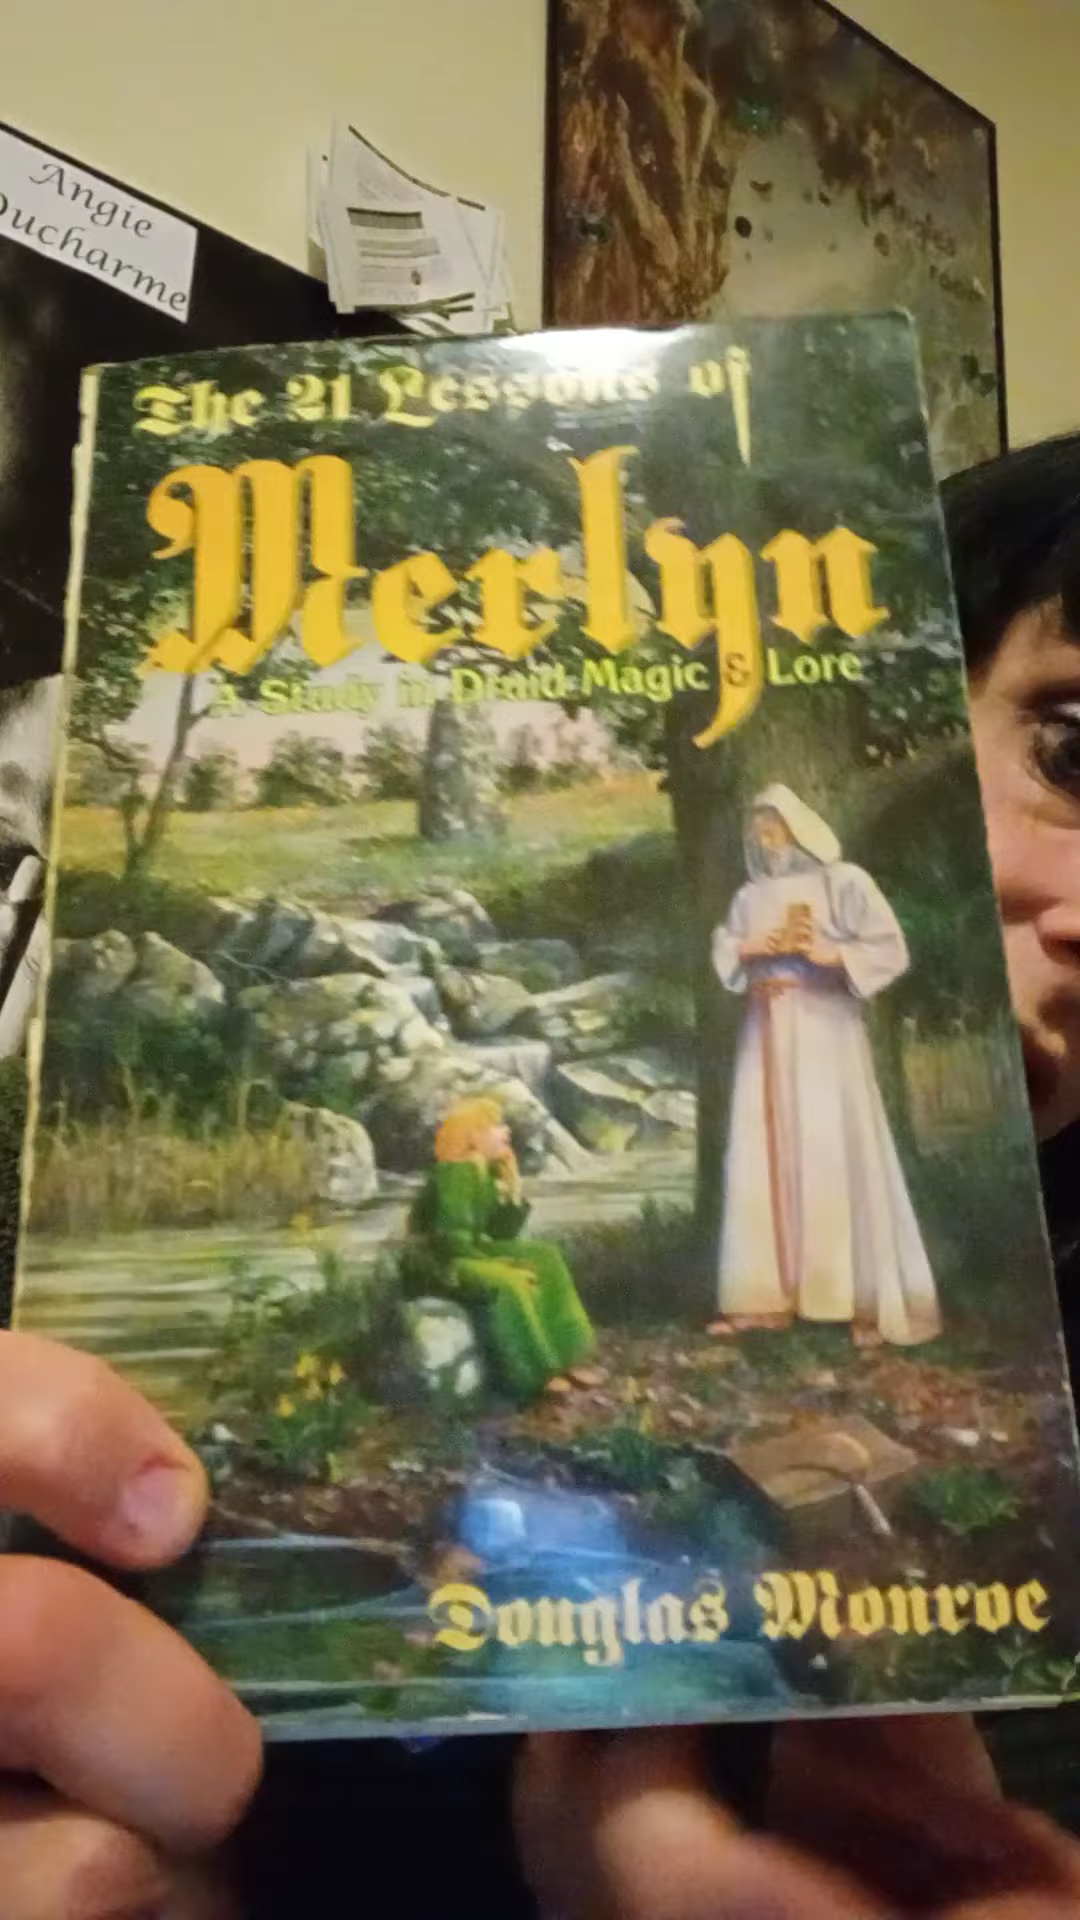 Angie
Ducharme
The 21 Lessons of
Merlyn
A Study in Druid Magic & Lore
Douglas Monroe